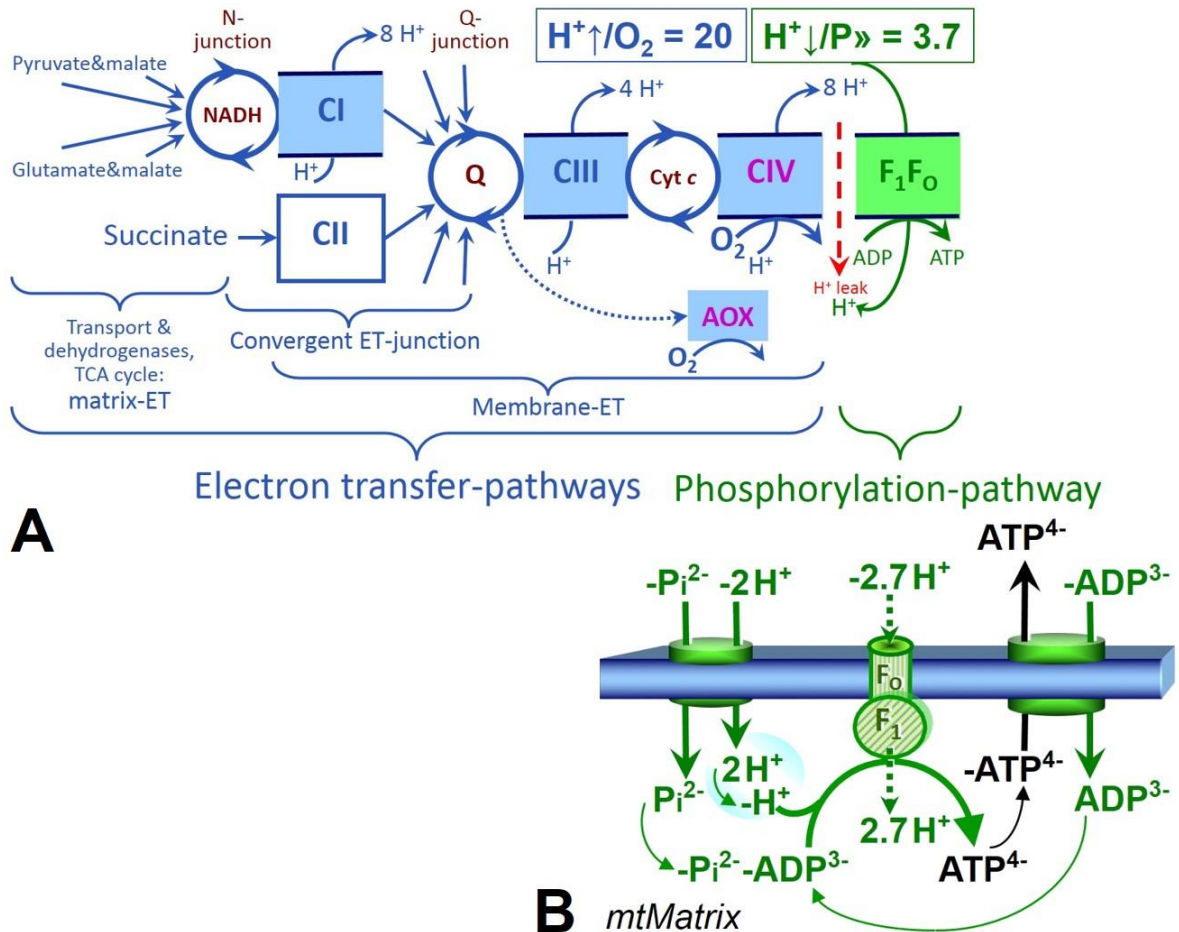 N-
junction
8 H⁺
Q-
junction
H⁺↑/O₂ = 20
H⁺↓/P» = 3.7
Pyruvate&malate
NADH
CI
4 H⁺
8 H⁺
Glutamate&malate
H⁺
Q
CIII
Cyt c
CIV
F₁Fₒ
Succinate
CII
H⁺
O₂
H⁺
ADP
ATP
H⁺ leak
H⁺
Transport &
dehydrogenases,
TCA cycle:
matrix-ET
Convergent ET-junction
AOX
O₂
Membrane-ET
Electron transfer-pathways
Phosphorylation-pathway
A
ATP⁴⁻
-Pi²⁻
-2H⁺
-2.7H⁺
-ADP³⁻
Fₒ
F₁
2H⁺
-H⁺
-ATP⁴⁻
Pi²⁻
ADP³⁻
2.7H⁺
-Pi²⁻-ADP³⁻
ATP⁴⁻
B mtMatrix